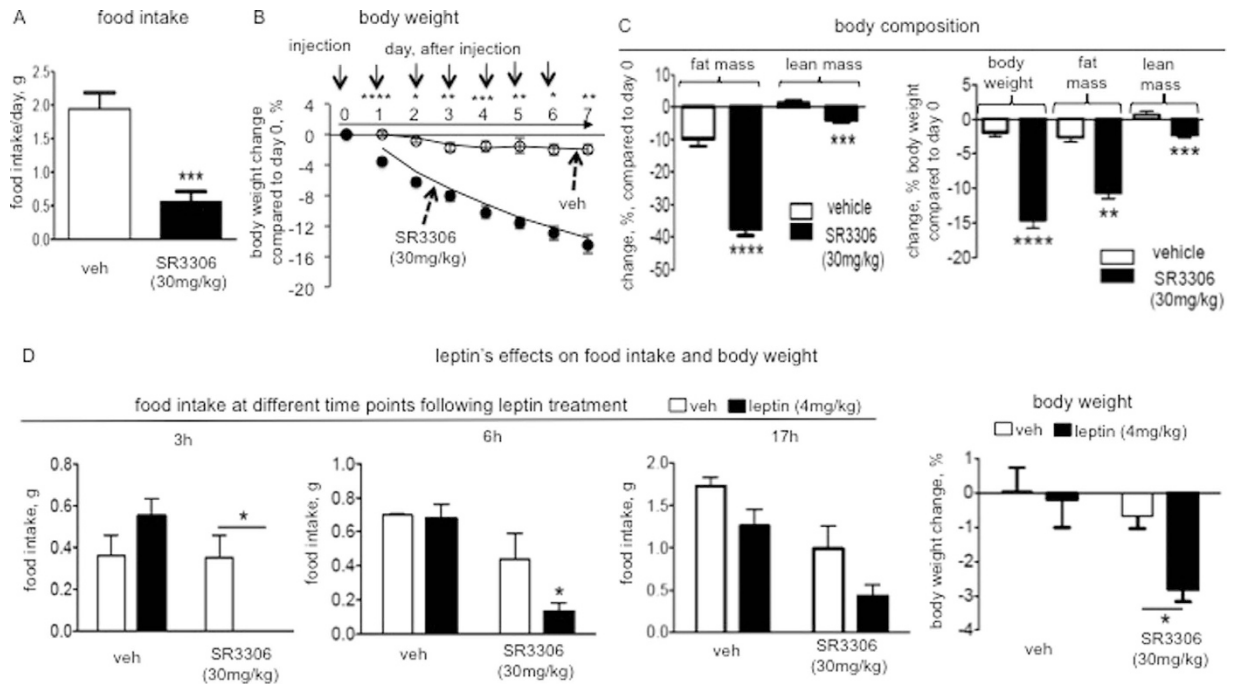 A food intake
food intake/day, g
2.5
2.0
1.5
1.0
0.5
0.0
***
veh
SR3306
(30mg/kg)
B body weight
injection day, after injection
**** * ** *** ** * **
0 1 2 3 4 5 6 7
body weight change
compared to day 0, %
4
0
-4
-8
-12
-16
-20
veh
SR3306
(30mg/kg)
C body composition
fat mass lean mass
change, %, compared to day 0
10
0
-10
-20
-30
-40
-50
***
****
vehicle
SR3306
(30mg/kg)
body
weight
fat
mass
lean
mass
change, % body weight
compared to day 0
5
0
-5
-10
-15
-20
***
**
****
vehicle
SR3306
(30mg/kg)
D leptin's effects on food intake and body weight
food intake at different time points following leptin treatment veh leptin (4mg/kg)
3h 6h 17h
food intake, g
0.8
0.6
0.4
0.2
0.0
*
veh SR3306
(30mg/kg)
food intake, g
1.0
0.8
0.6
0.4
0.2
0.0
*
veh SR3306
(30mg/kg)
food intake, g
2.0
1.5
1.0
0.5
0.0
veh SR3306
(30mg/kg)
body weight
veh leptin (4mg/kg)
body weight change, %
1
0
-1
-2
-3
-4
*
veh SR3306
(30mg/kg)